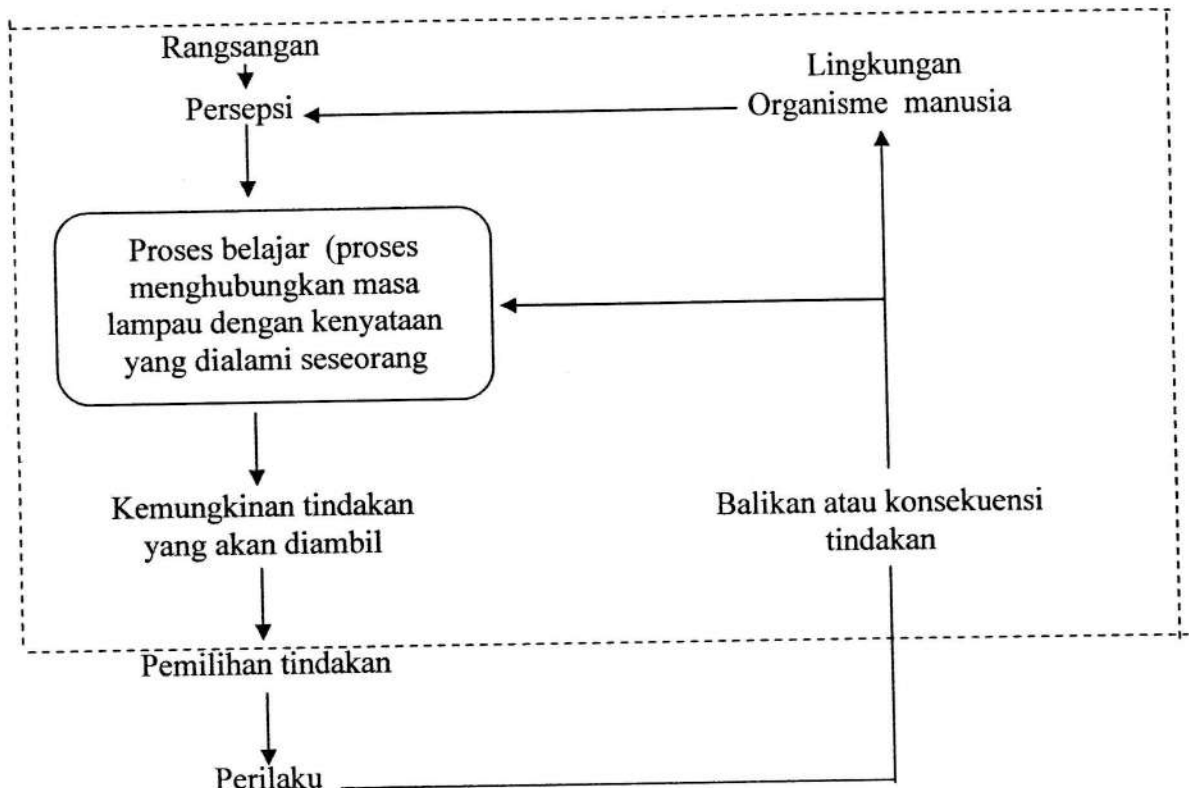 Rangsangan
Persepsi
Lingkungan
Organisme manusia
Proses belajar (proses
menghubungkan masa
lampau dengan kenyataan
yang dialami seseorang
Kemungkinan tindakan
yang akan diambil
Balikan atau konsekuensi
tindakan
Pemilihan tindakan
Perilaku